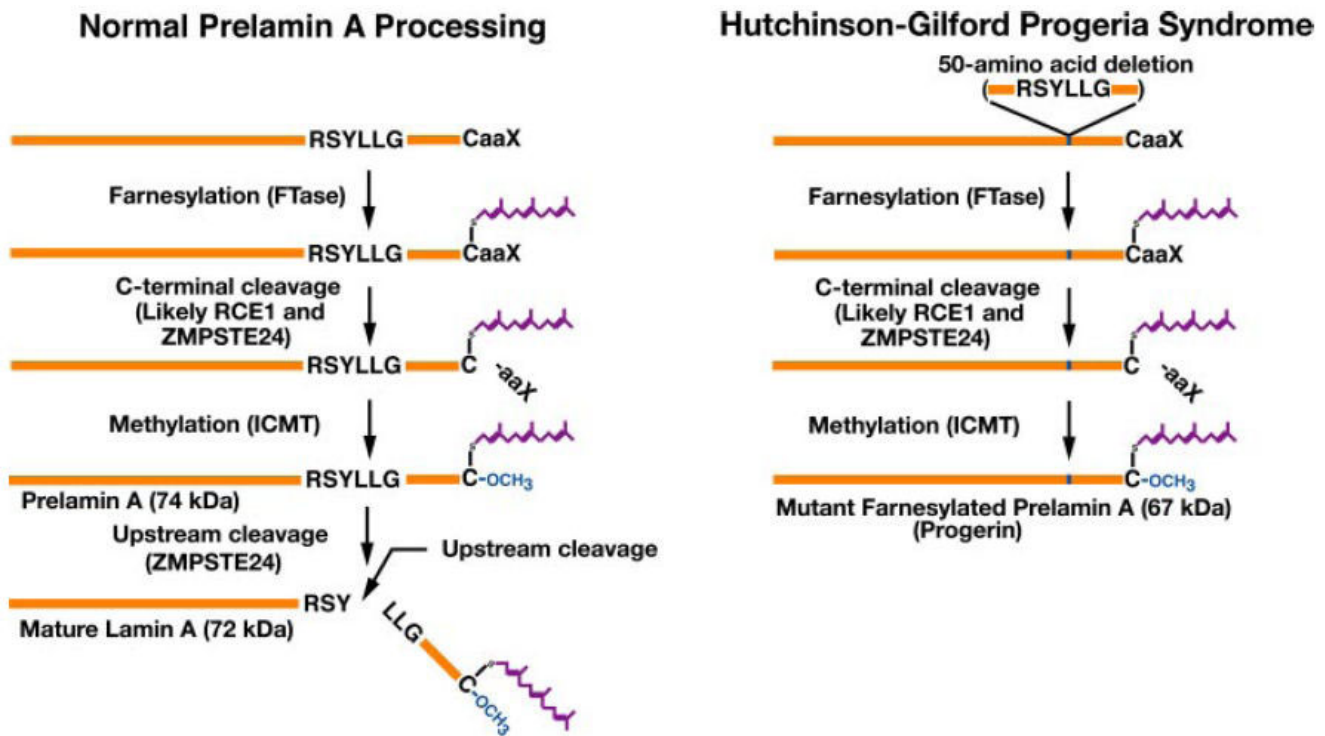 Normal Prelamin A Processing
RSYLLG
CaaX
Farnesylation (FTase)
s
RSYLLG
CaaX
C-terminal cleavage
(Likely RCE1 and
ZMPSTE24)
s
RSYLLG
C
-aaX
Methylation (ICMT)
s
RSYLLG
C-OCH3
Prelamin A (74 kDa)
Upstream cleavage
(ZMPSTE24)
Upstream cleavage
RSY
Mature Lamin A (72 kDa)
LLG
s
C-OCH3
Hutchinson-Gilford Progeria Syndrome
50-amino acid deletion
( RSYLLG )
CaaX
Farnesylation (FTase)
s
CaaX
C-terminal cleavage
(Likely RCE1 and
ZMPSTE24)
s
C
-aaX
Methylation (ICMT)
s
C-OCH3
Mutant Farnesylated Prelamin A (67 kDa)
(Progerin)